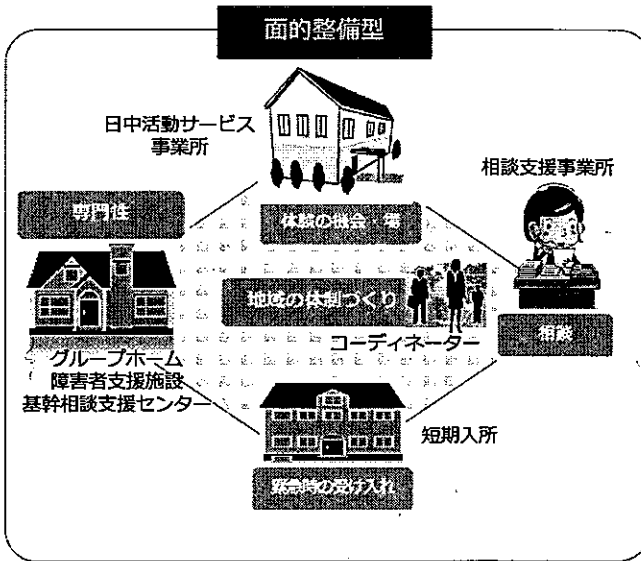 面的整備型
日中活動サービス
事業所
相談支援事業所
専門性
体験の機会・場
地域の体制づくり
コーディネーター
相談
グループホーム
障害者支援施設
基幹相談支援センター
短期入所
緊急時の受け入れ